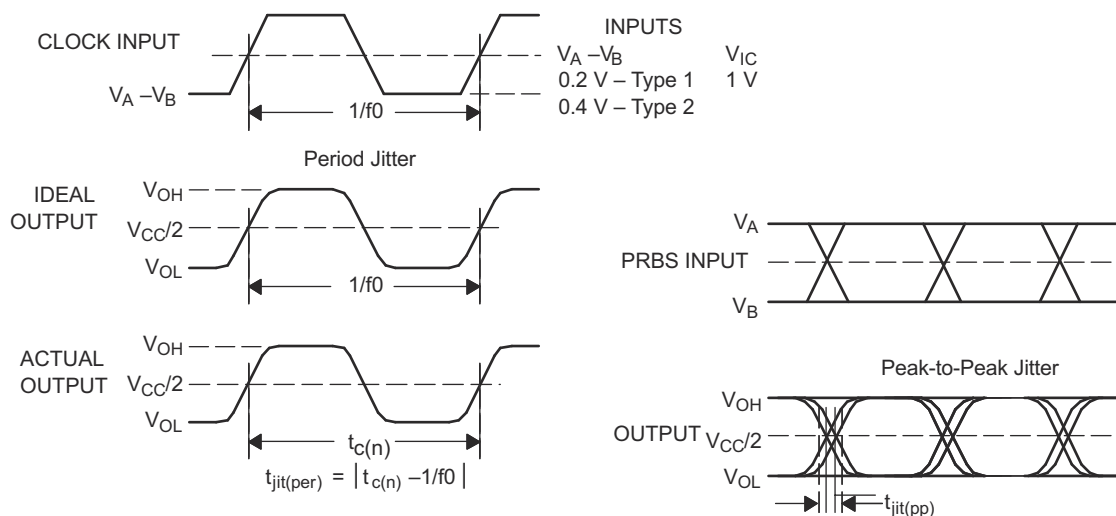 CLOCK INPUT
V_A –V_B
1/f0
INPUTS
V_A –V_B V_IC
0.2 V – Type 1 1 V
0.4 V – Type 2
Period Jitter
IDEAL
OUTPUT
V_OH
V_CC/2
V_OL
1/f0
ACTUAL
OUTPUT
V_OH
V_CC/2
V_OL
t_c(n)
t_jit(per) = | t_c(n) –1/f0 |
V_A
PRBS INPUT
V_B
Peak-to-Peak Jitter
V_OH
OUTPUT
V_CC/2
V_OL
t_jit(pp)